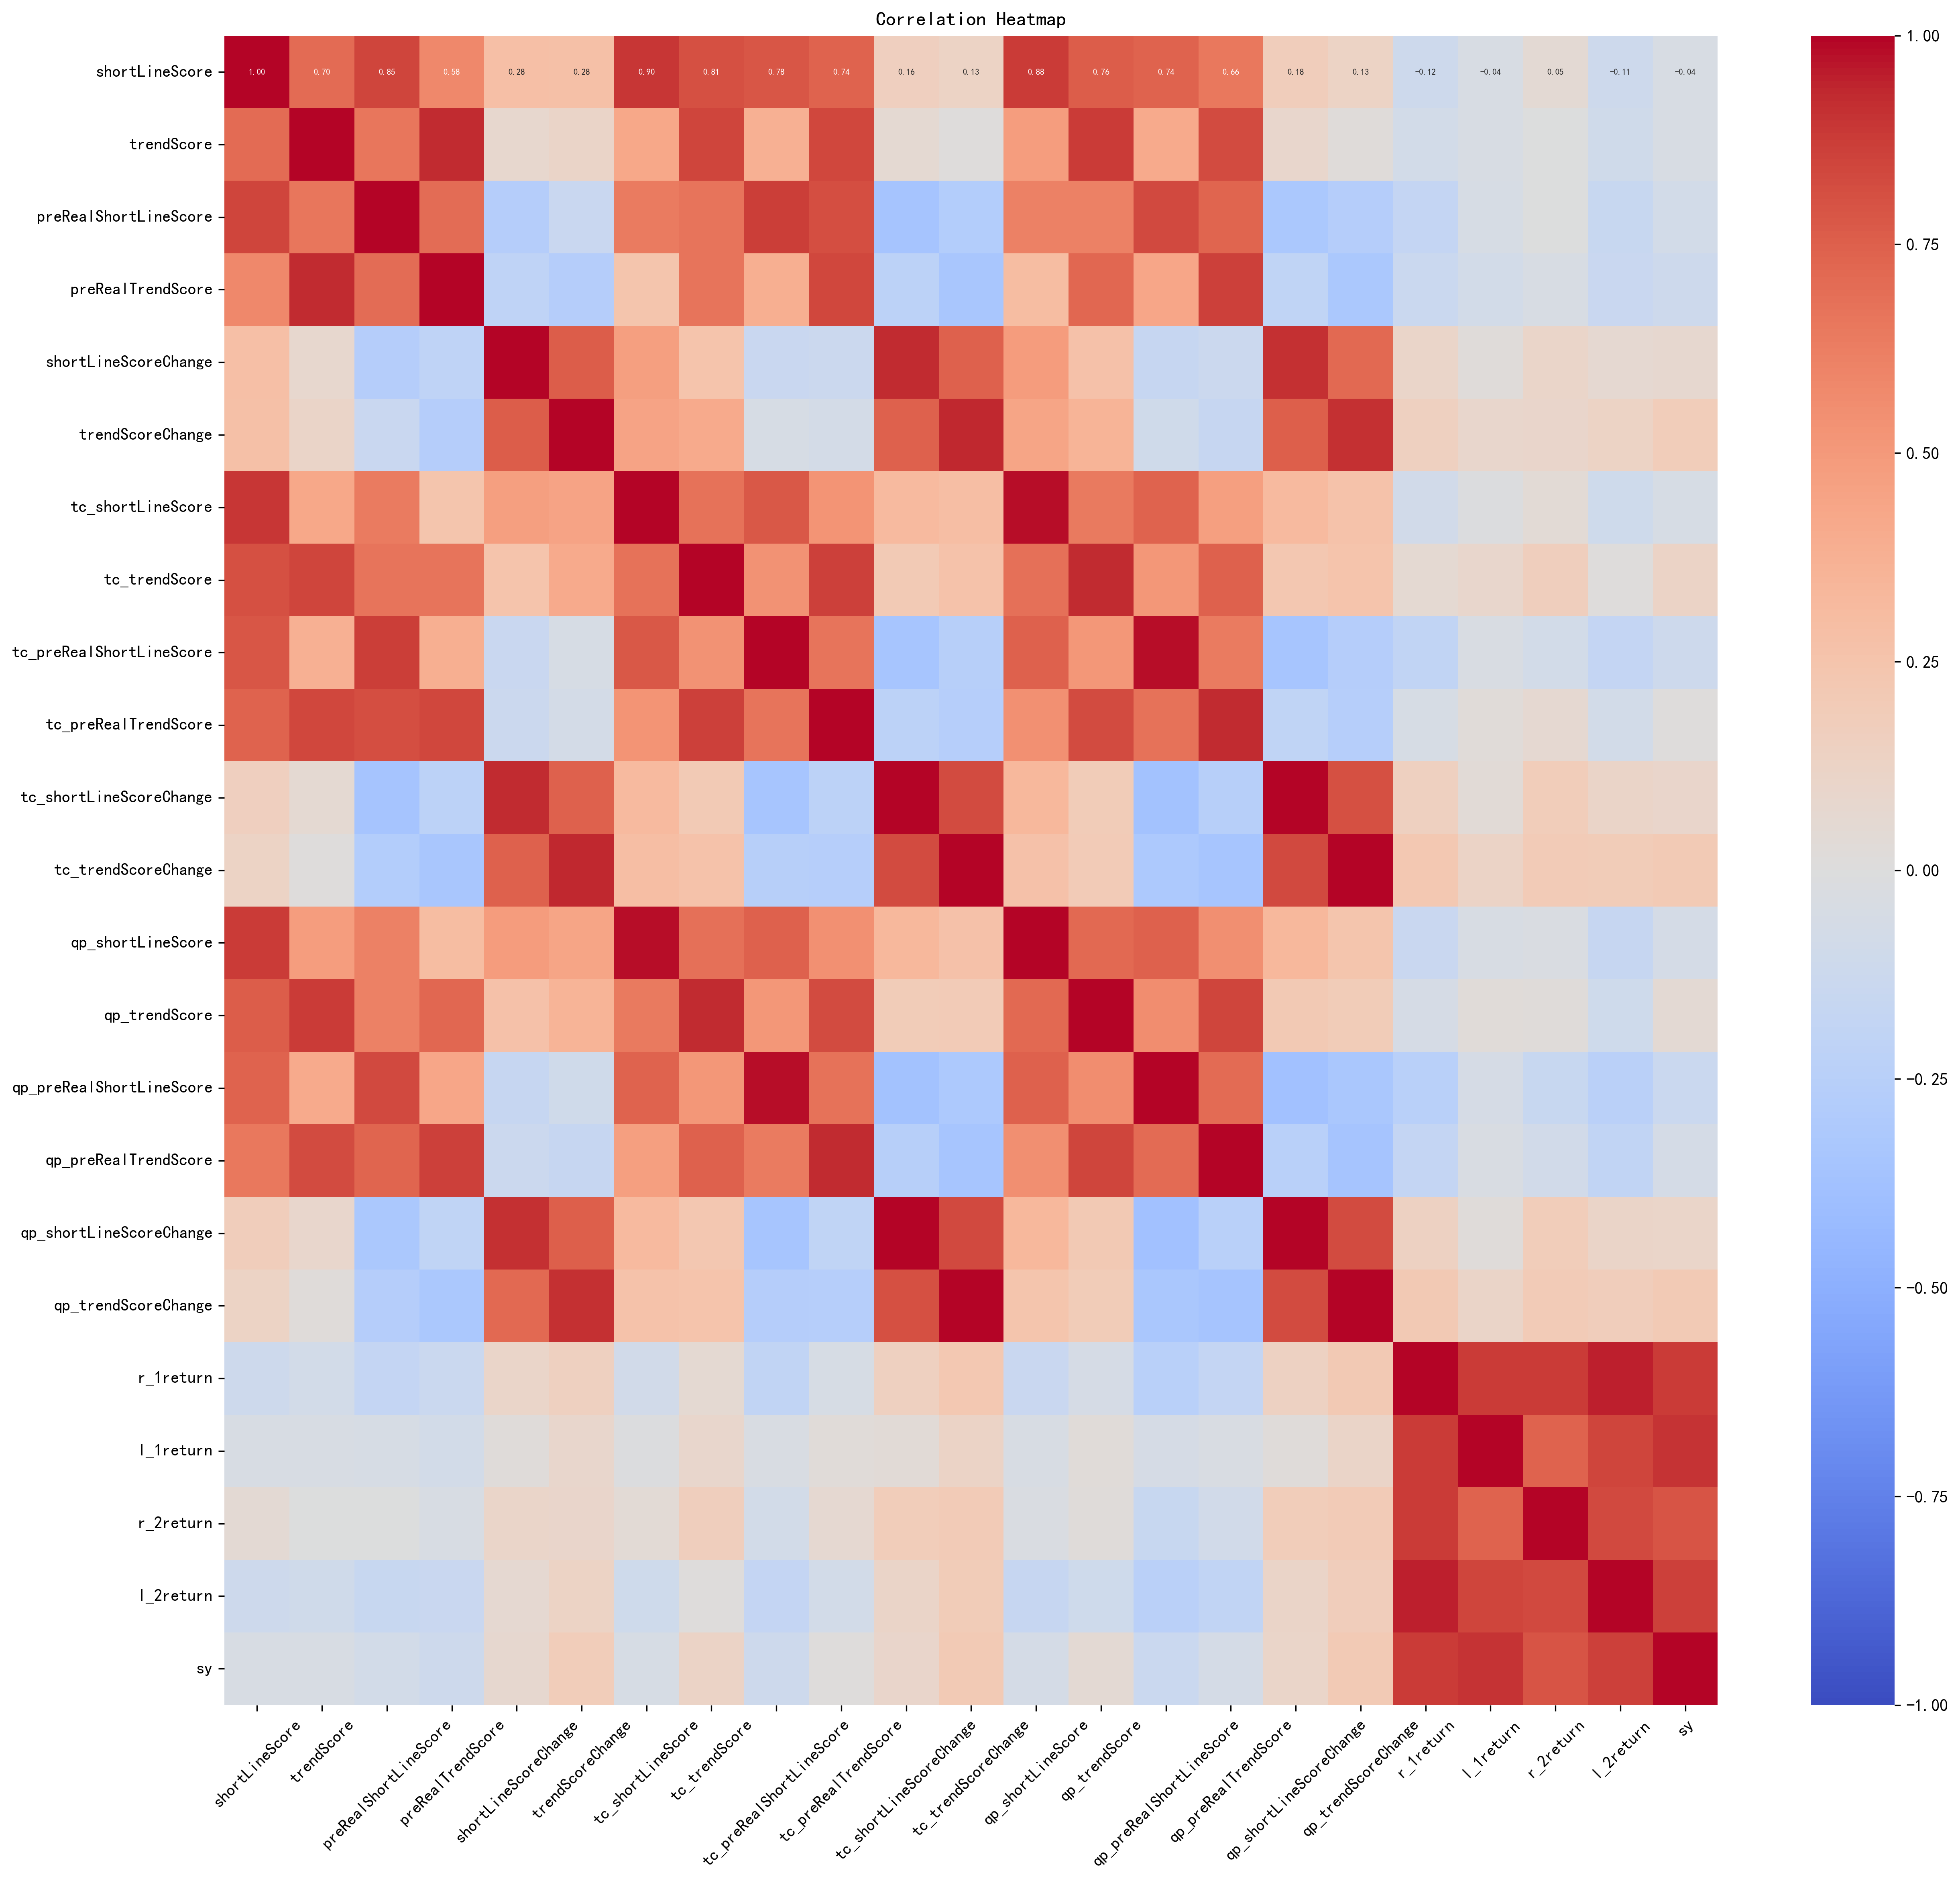 Correlation Heatmap
shortLineScore
1.00 0.70 0.85 0.58 0.28 0.28 0.90 0.81 0.78 0.74 0.16 0.13 0.88 0.76 0.74 0.66 0.18 0.13 −0.12 −0.04 0.05 −0.11 −0.04
trendScore
preRealShortLineScore
preRealTrendScore
shortLineScoreChange
trendScoreChange
tc_shortLineScore
tc_trendScore
tc_preRealShortLineScore
tc_preRealTrendScore
tc_shortLineScoreChange
tc_trendScoreChange
qp_shortLineScore
qp_trendScore
qp_preRealShortLineScore
qp_preRealTrendScore
qp_shortLineScoreChange
qp_trendScoreChange
r_1return
l_1return
r_2return
l_2return
sy
shortLineScore
trendScore
preRealShortLineScore
preRealTrendScore
shortLineScoreChange
trendScoreChange
tc_shortLineScore
tc_trendScore
tc_preRealShortLineScore
tc_preRealTrendScore
tc_shortLineScoreChange
tc_trendScoreChange
qp_shortLineScore
qp_trendScore
qp_preRealShortLineScore
qp_preRealTrendScore
qp_shortLineScoreChange
qp_trendScoreChange
r_1return
l_1return
r_2return
l_2return
sy
1.00
0.75
0.50
0.25
0.00
−0.25
−0.50
−0.75
−1.00